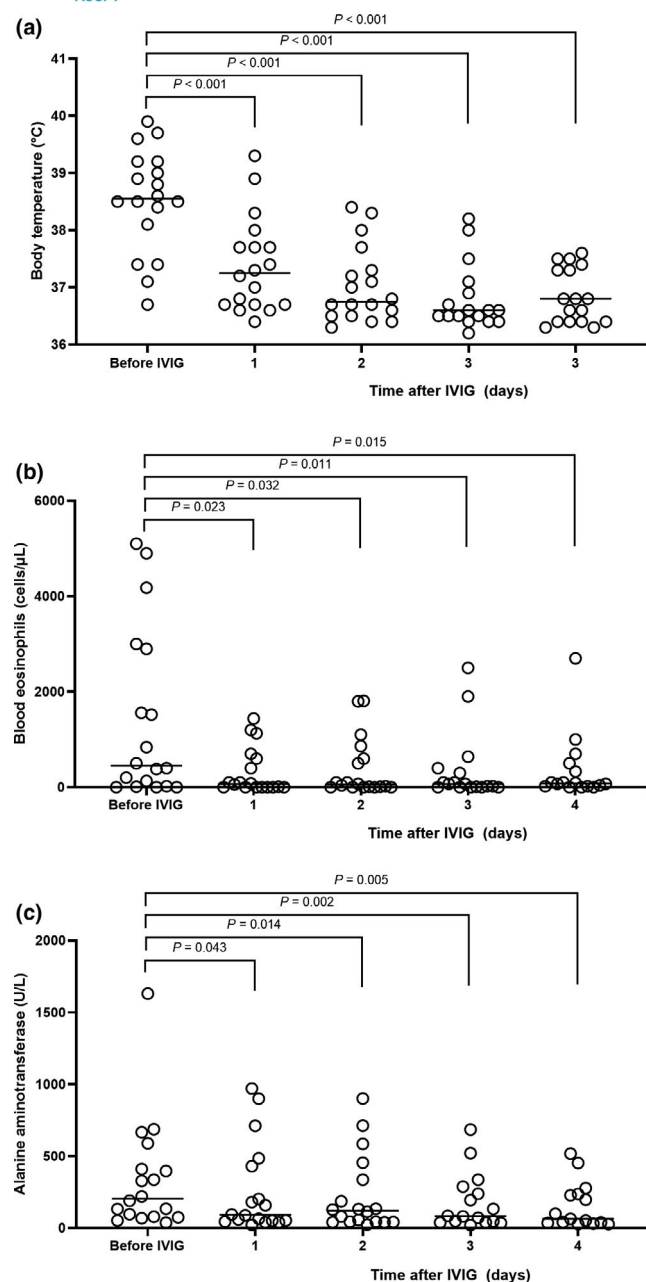 (a)
P < 0.001
P < 0.001
P < 0.001
P < 0.001
41
40
39
38
37
36
Body temperature (°C)
Before IVIG 1 2 3 3
Time after IVIG (days)
(b)
P = 0.015
P = 0.011
P = 0.032
P = 0.023
6000
4000
2000
0
Blood eosinophils (cells/μL)
Before IVIG 1 2 3 4
Time after IVIG (days)
(c)
P = 0.005
P = 0.002
P = 0.014
P = 0.043
2000
1500
1000
500
0
Alanine aminotransferase (U/L)
Before IVIG 1 2 3 4
Time after IVIG (days)